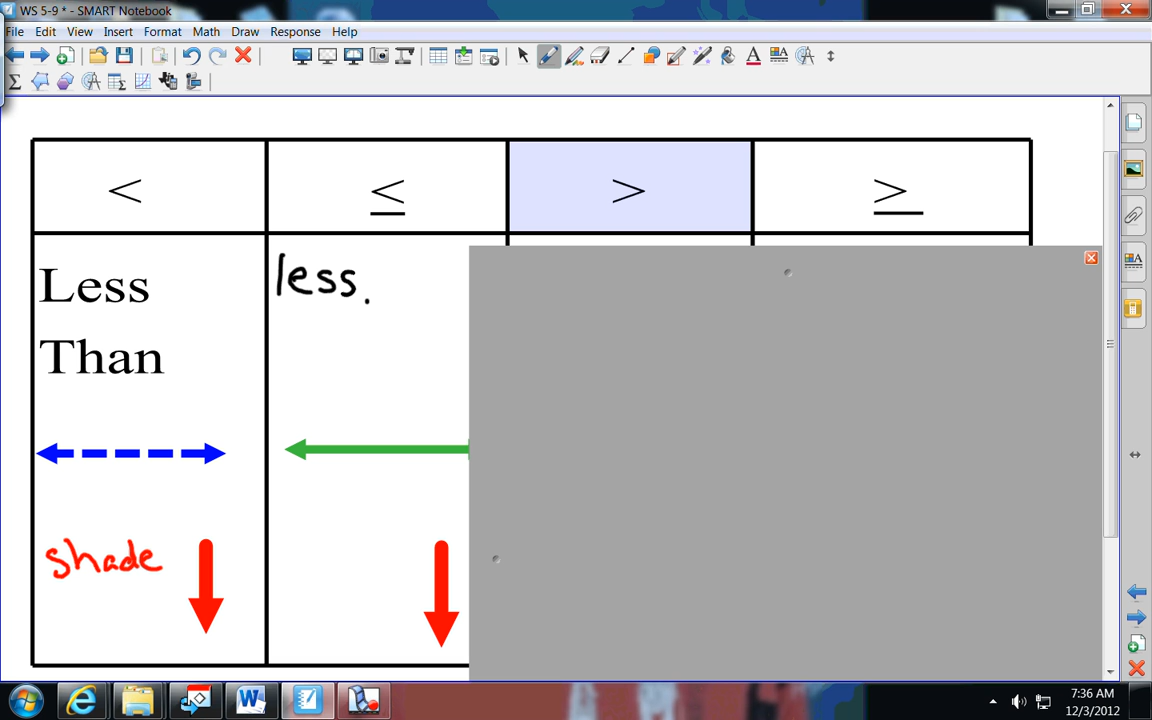 WS 5-9 * - SMART Notebook
File Edit View Insert Format Math Draw Response Help
< ≤ > ≥
Less
Than
less.
shade
7:36 AM
12/3/2012